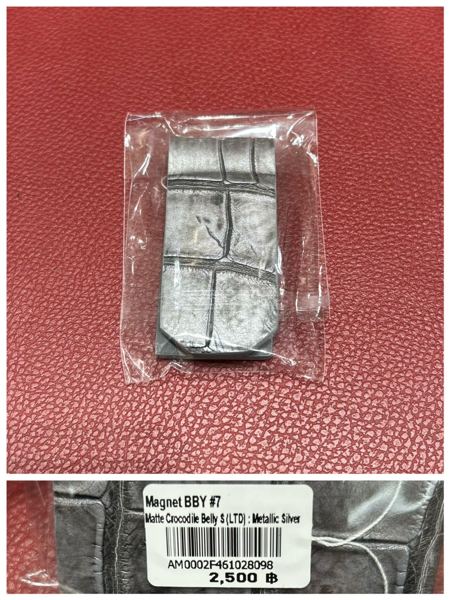 Magnet BBY #7
Matte Crocodile Belly S (LTD) : Metallic Silver
AM0002F461028098
2,500 ฿